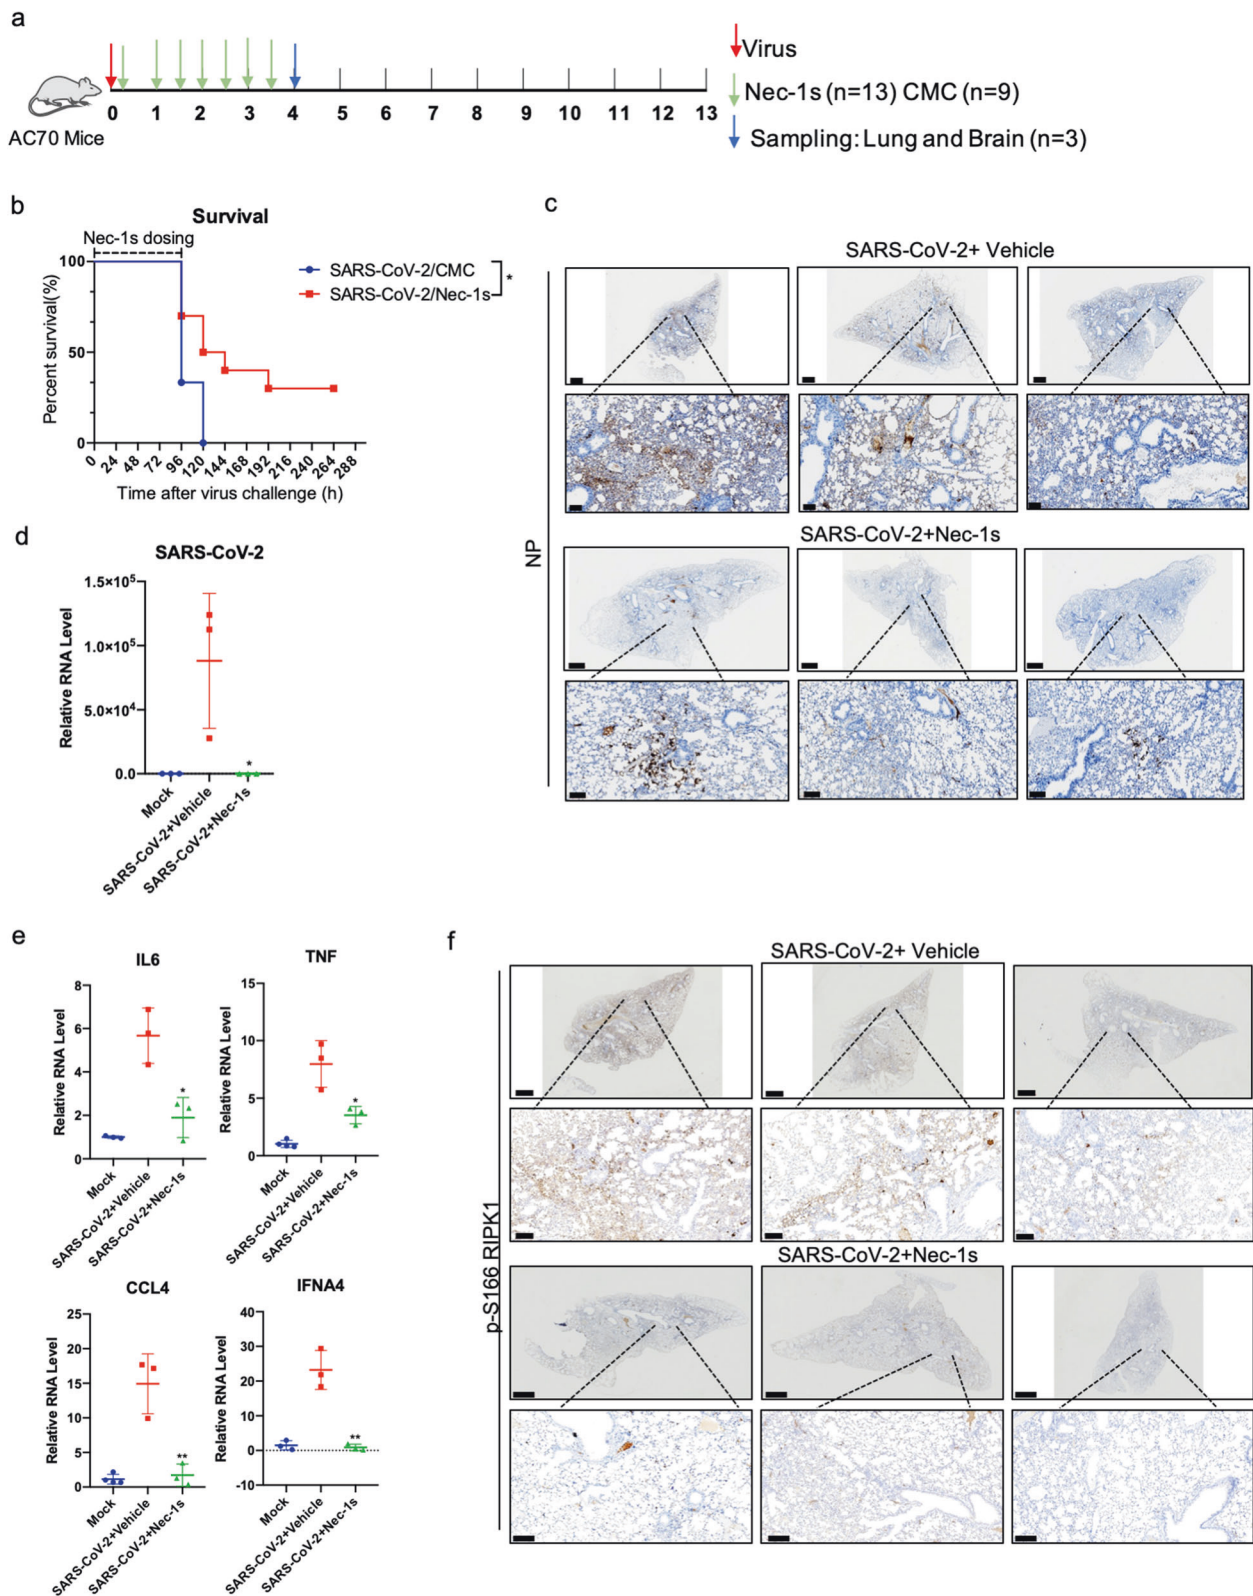 a
AC70 Mice
0 1 2 3 4 5 6 7 8 9 10 11 12 13
Virus
Nec-1s (n=13) CMC (n=9)
Sampling: Lung and Brain (n=3)
b
Survival
Nec-1s dosing
SARS-CoV-2/CMC
SARS-CoV-2/Nec-1s
*
Percent survival(%)
100
50
0
0 24 48 72 96 120 144 168 192 216 240 264 288
Time after virus challenge (h)
c
SARS-CoV-2+ Vehicle
SARS-CoV-2+Nec-1s
NP
d
SARS-CoV-2
Relative RNA Level
1.5×10⁵
1.0×10⁵
5.0×10⁴
0.0
*
Mock
SARS-CoV-2+Vehicle
SARS-CoV-2+Nec-1s
e
IL6
Relative RNA Level
8
6
4
2
0
*
Mock
SARS-CoV-2+Vehicle
SARS-CoV-2+Nec-1s
TNF
Relative RNA Level
15
10
5
0
*
Mock
SARS-CoV-2+Vehicle
SARS-CoV-2+Nec-1s
CCL4
Relative RNA Level
25
20
15
10
5
0
**
Mock
SARS-CoV-2+Vehicle
SARS-CoV-2+Nec-1s
IFNA4
Relative RNA Level
40
30
20
10
0
-10
**
Mock
SARS-CoV-2+Vehicle
SARS-CoV-2+Nec-1s
f
SARS-CoV-2+ Vehicle
SARS-CoV-2+Nec-1s
p-S166 RIPK1